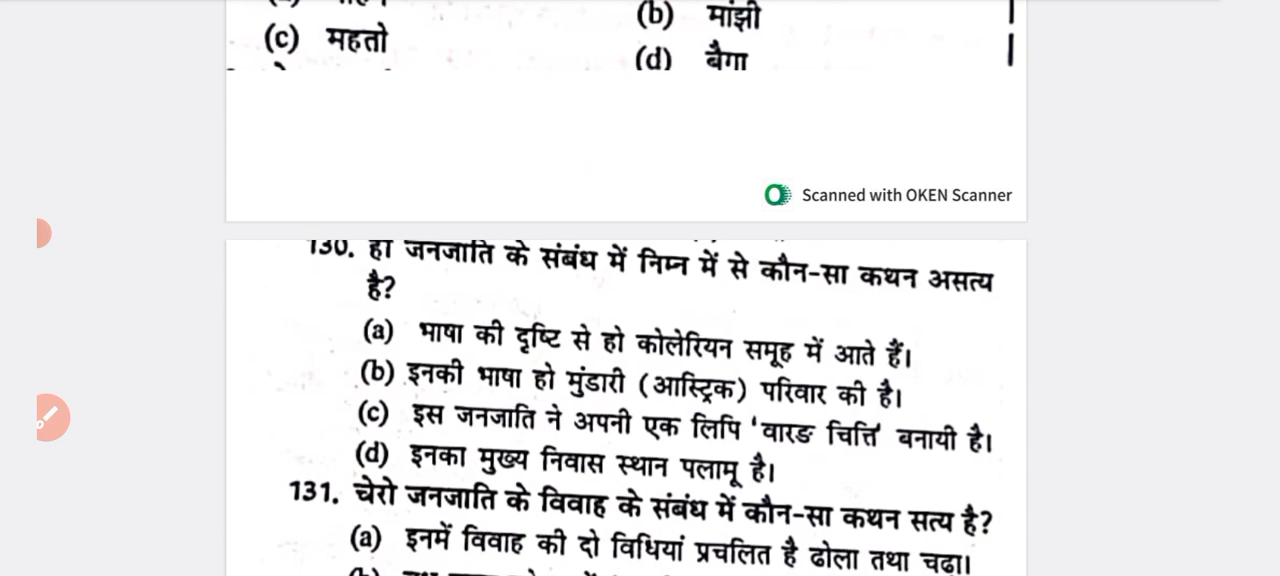 (b) मांझी
(c) महतो
(d) बैगा
Scanned with OKEN Scanner
130. हो जनजाति के संबंध में निम्न में से कौन-सा कथन असत्य
है?
(a) भाषा की दृष्टि से हो कोलेरियन समूह में आते हैं।
(b) इनकी भाषा हो मुंडारी (आस्ट्रिक) परिवार की है।
(c) इस जनजाति ने अपनी एक लिपि 'वारङ चित्ति' बनायी है।
(d) इनका मुख्य निवास स्थान पलामू है।
131. चेरो जनजाति के विवाह के संबंध में कौन-सा कथन सत्य है?
(a) इनमें विवाह की दो विधियां प्रचलित है ढोला तथा चढ़ा।